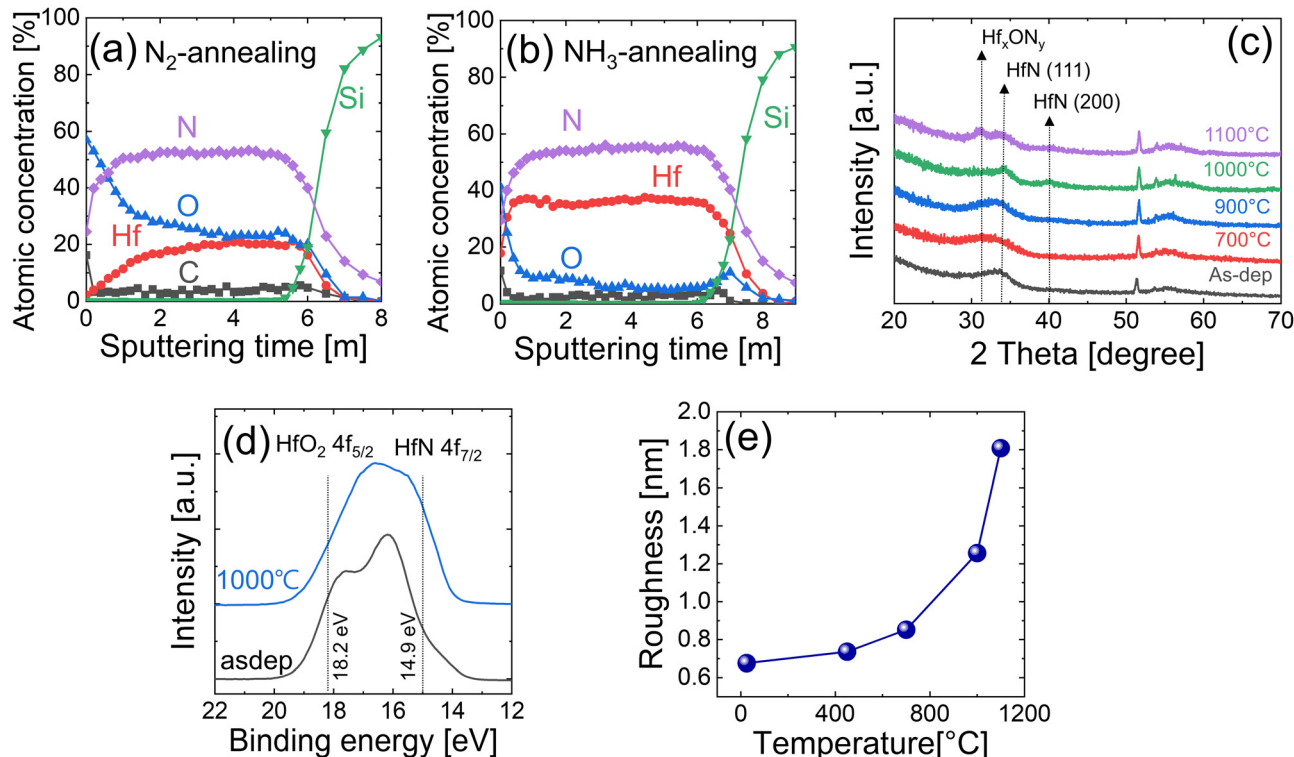 (a) N₂-annealing
Atomic concentration [%]
100
80
60
40
20
0
N
O
Hf
C
Si
0 2 4 6 8
Sputtering time [m]
(b) NH₃-annealing
Atomic concentration [%]
100
80
60
40
20
0
N
Hf
O
C
Si
0 2 4 6 8
Sputtering time [m]
(c)
HfₓONᵧ
HfN (111)
HfN (200)
Intensity [a.u.]
1100°C
1000°C
900°C
700°C
As-dep
20 30 40 50 60 70
2 Theta [degree]
(d) HfO₂ 4f₅/₂ HfN 4f₇/₂
Intensity [a.u.]
1000℃
asdep
18.2 eV
14.9 eV
22 20 18 16 14 12
Binding energy [eV]
(e)
Roughness [nm]
2.0
1.8
1.6
1.4
1.2
1.0
0.8
0.6
0 400 800 1200
Temperature[°C]